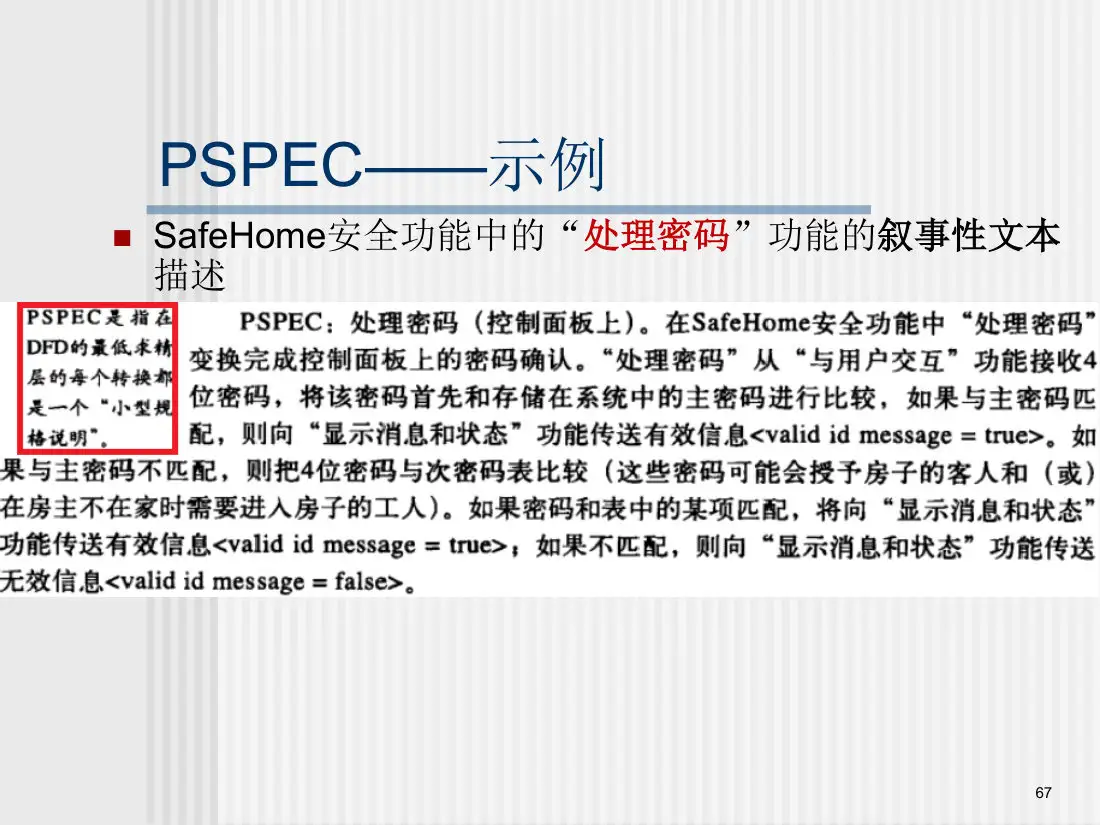 PSPEC——示例
SafeHome安全功能中的“处理密码”功能的叙事性文本
描述
PSPEC是指在
DFD的最低求精
层的每个转换都
是一个“小型规
格说明”。
PSPEC：处理密码（控制面板上）。在SafeHome安全功能中“处理密码”
变换完成控制面板上的密码确认。“处理密码”从“与用户交互”功能接收4
位密码，将该密码首先和存储在系统中的主密码进行比较，如果与主密码匹
配，则向“显示消息和状态”功能传送有效信息<valid id message = true>。如
果与主密码不匹配，则把4位密码与次密码表比较（这些密码可能会授予房子的客人和（或）
在房主不在家时需要进入房子的工人）。如果密码和表中的某项匹配，将向“显示消息和状态”
功能传送有效信息<valid id message = true>；如果不匹配，则向“显示消息和状态”功能传送
无效信息<valid id message = false>。
67